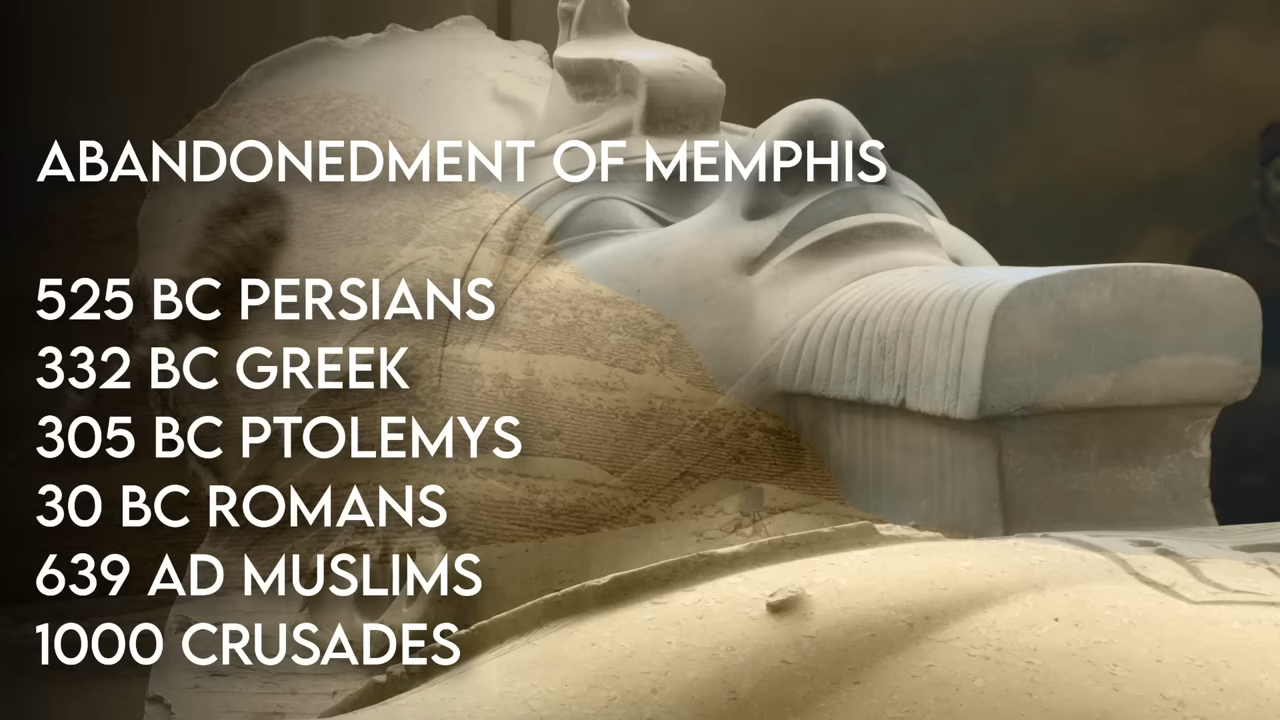 ABANDONEDMENT OF MEMPHIS
525 BC PERSIANS
332 BC GREEK
305 BC PTOLEMYS
30 BC ROMANS
639 AD MUSLIMS
1000 CRUSADES